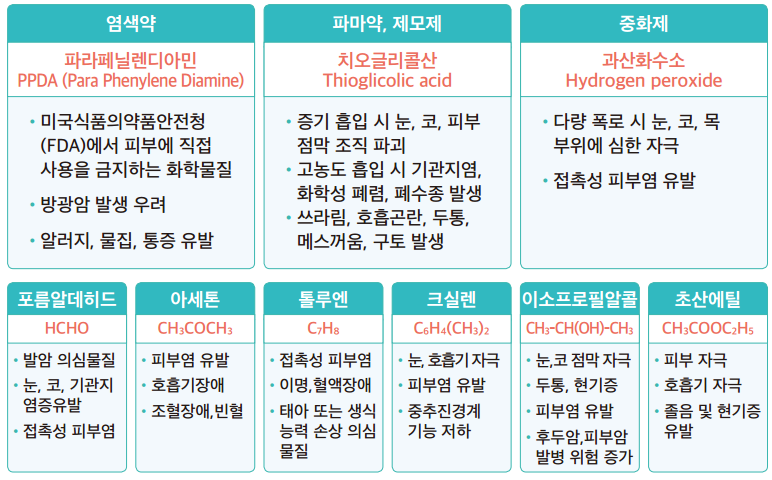 염색약
파라페닐렌디아민
PPDA (Para Phenylene Diamine)
• 미국식품의약품안전청
(FDA)에서 피부에 직접
사용을 금지하는 화학물질
• 방광암 발생 우려
• 알러지, 물집, 통증 유발
파마약, 제모제
치오글리콜산
Thioglicolic acid
• 증기 흡입 시 눈, 코, 피부
점막 조직 파괴
• 고농도 흡입 시 기관지염,
화학성 폐렴, 폐수종 발생
• 쓰라림, 호흡곤란, 두통,
메스꺼움, 구토 발생
중화제
과산화수소
Hydrogen peroxide
• 다량 폭로 시 눈, 코, 목
부위에 심한 자극
• 접촉성 피부염 유발
포름알데히드
HCHO
• 발암 의심물질
• 눈, 코, 기관지
염증유발
• 접촉성 피부염
아세톤
CH₃COCH₃
• 피부염 유발
• 호흡기장애
• 조혈장애,빈혈
톨루엔
C₇H₈
• 접촉성 피부염
• 이명,혈액장애
• 태아 또는 생식
능력 손상 의심
물질
크실렌
C₆H₄(CH₃)₂
• 눈, 호흡기 자극
• 피부염 유발
• 중추진경계
기능 저하
이소프로필알콜
CH₃-CH(OH)-CH₃
• 눈,코 점막 자극
• 두통, 현기증
• 피부염 유발
• 후두암,피부암
발병 위험 증가
초산에틸
CH₃COOC₂H₅
• 피부 자극
• 호흡기 자극
• 졸음 및 현기증
유발